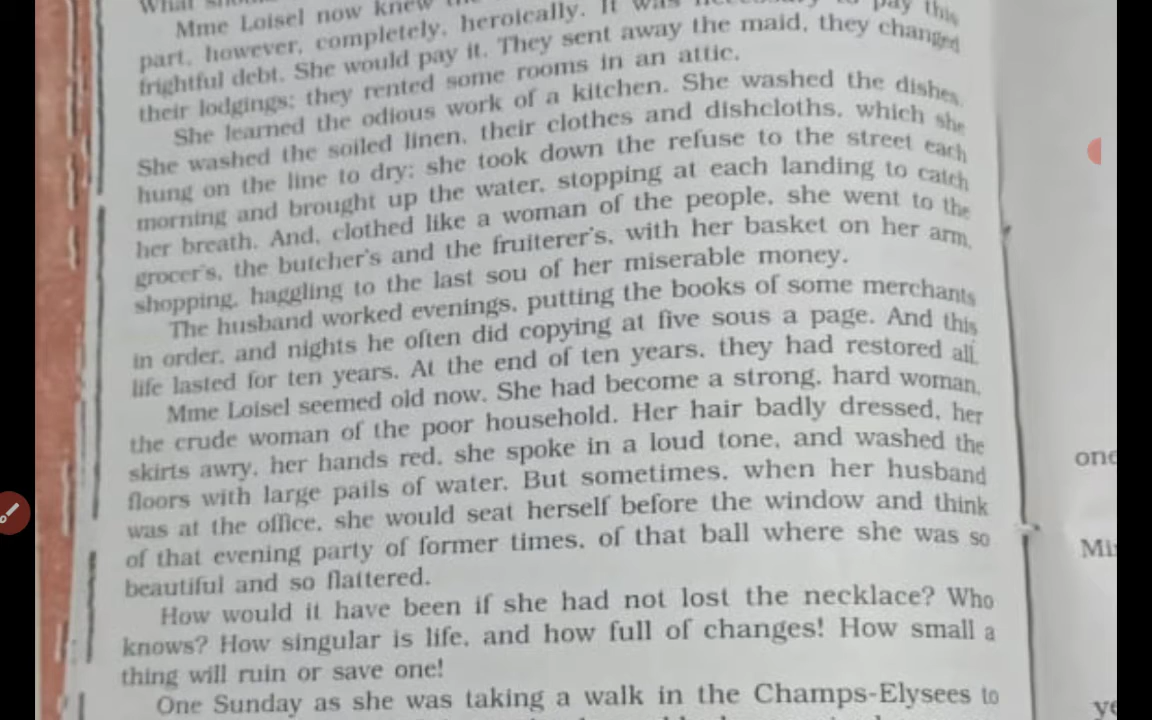 Mme Loisel now knew
part, however, completely, heroically. It was pay this
frightful debt. She would pay it. They sent away the maid, they changed
their lodgings; they rented some rooms in an attic.
She learned the odious work of a kitchen. She washed the dishes.
She washed the soiled linen, their clothes and dishcloths, which she
hung on the line to dry; she took down the refuse to the street each
morning and brought up the water, stopping at each landing to catch
her breath. And, clothed like a woman of the people, she went to the
grocer's, the butcher's and the fruiterer's, with her basket on her arm,
shopping, haggling to the last sou of her miserable money.
The husband worked evenings, putting the books of some merchants
in order, and nights he often did copying at five sous a page. And this
life lasted for ten years. At the end of ten years, they had restored all.
Mme Loisel seemed old now. She had become a strong, hard woman,
the crude woman of the poor household. Her hair badly dressed, her
skirts awry, her hands red, she spoke in a loud tone, and washed the
floors with large pails of water. But sometimes, when her husband
was at the office, she would seat herself before the window and think
of that evening party of former times, of that ball where she was so
beautiful and so flattered.
How would it have been if she had not lost the necklace? Who
knows? How singular is life, and how full of changes! How small a
thing will ruin or save one!
One Sunday as she was taking a walk in the Champs-Elysees to